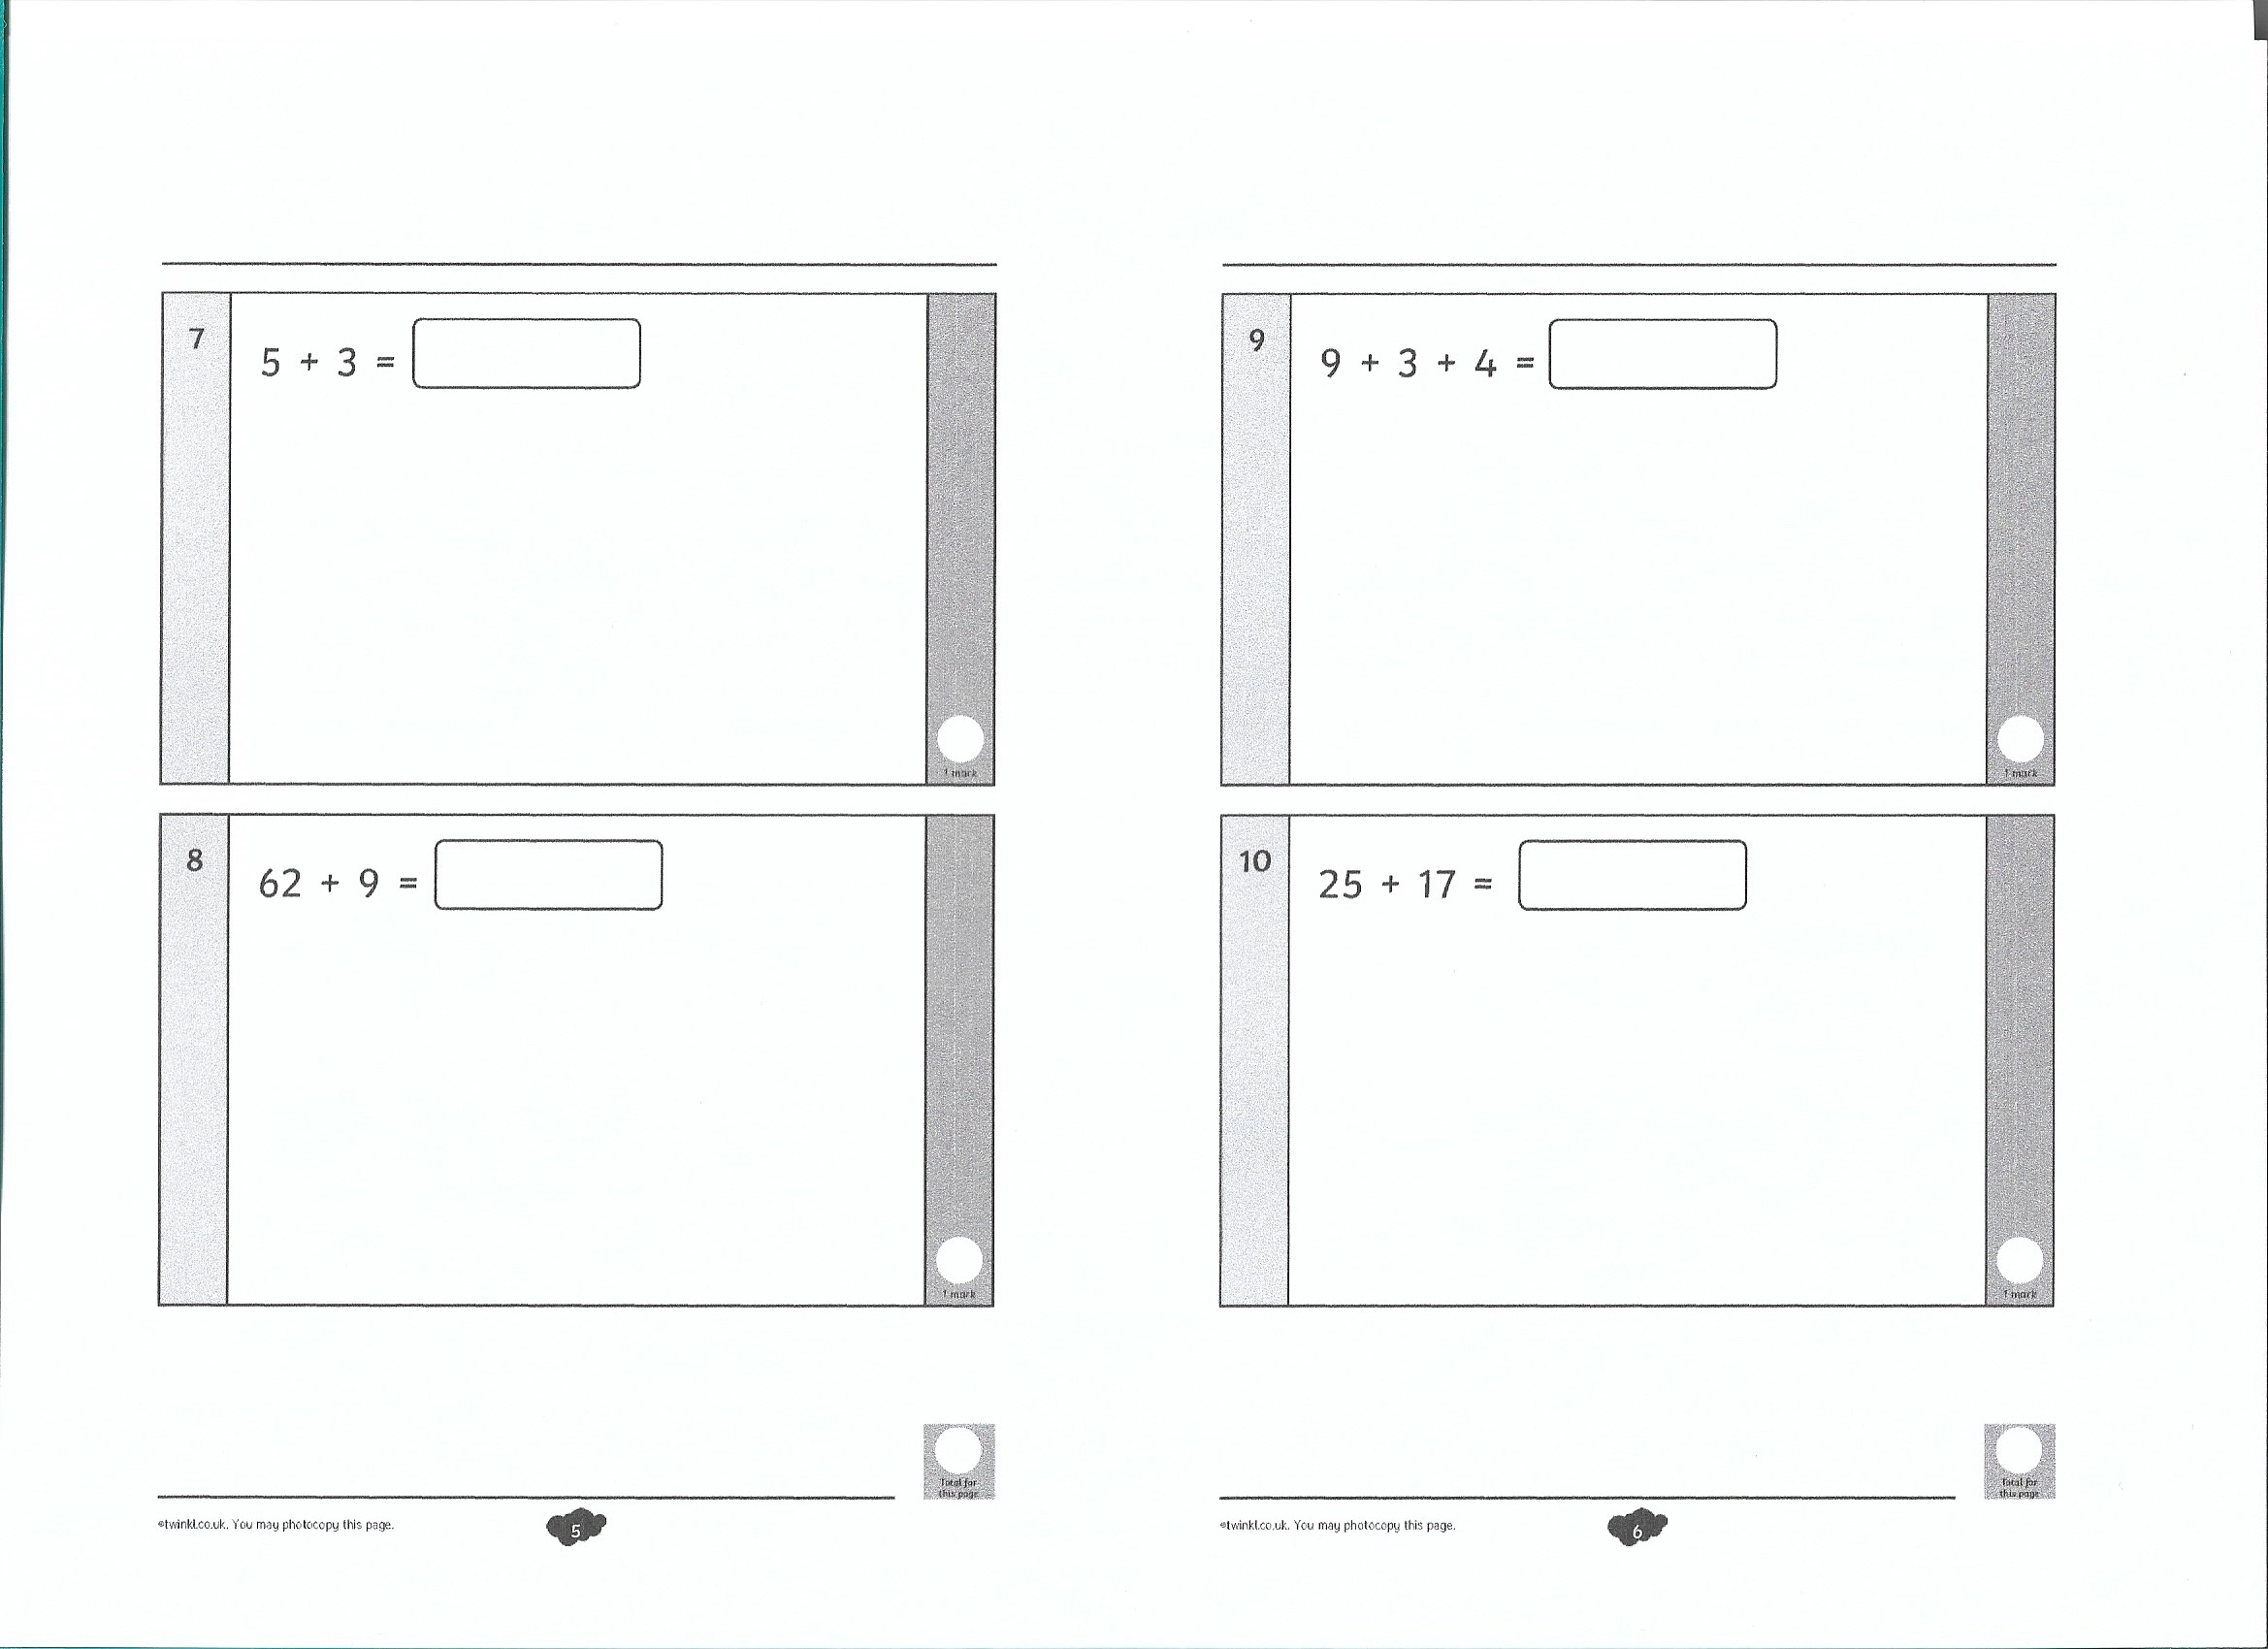 7
5 + 3 =
1 mark
8
62 + 9 =
1 mark
Total for
this page
©twinkl.co.uk. You may photocopy this page.
5
9
9 + 3 + 4 =
1 mark
10
25 + 17 =
1 mark
Total for
this page
©twinkl.co.uk. You may photocopy this page.
6